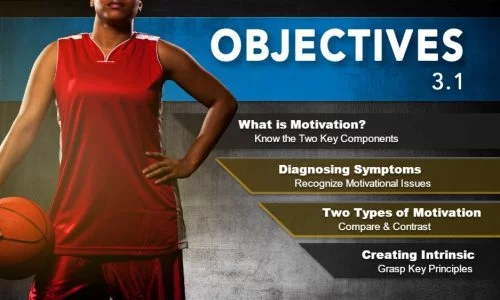 OBJECTIVES
3.1
What is Motivation?
Know the Two Key Components
Diagnosing Symptoms
Recognize Motivational Issues
Two Types of Motivation
Compare & Contrast
Creating Intrinsic
Grasp Key Principles